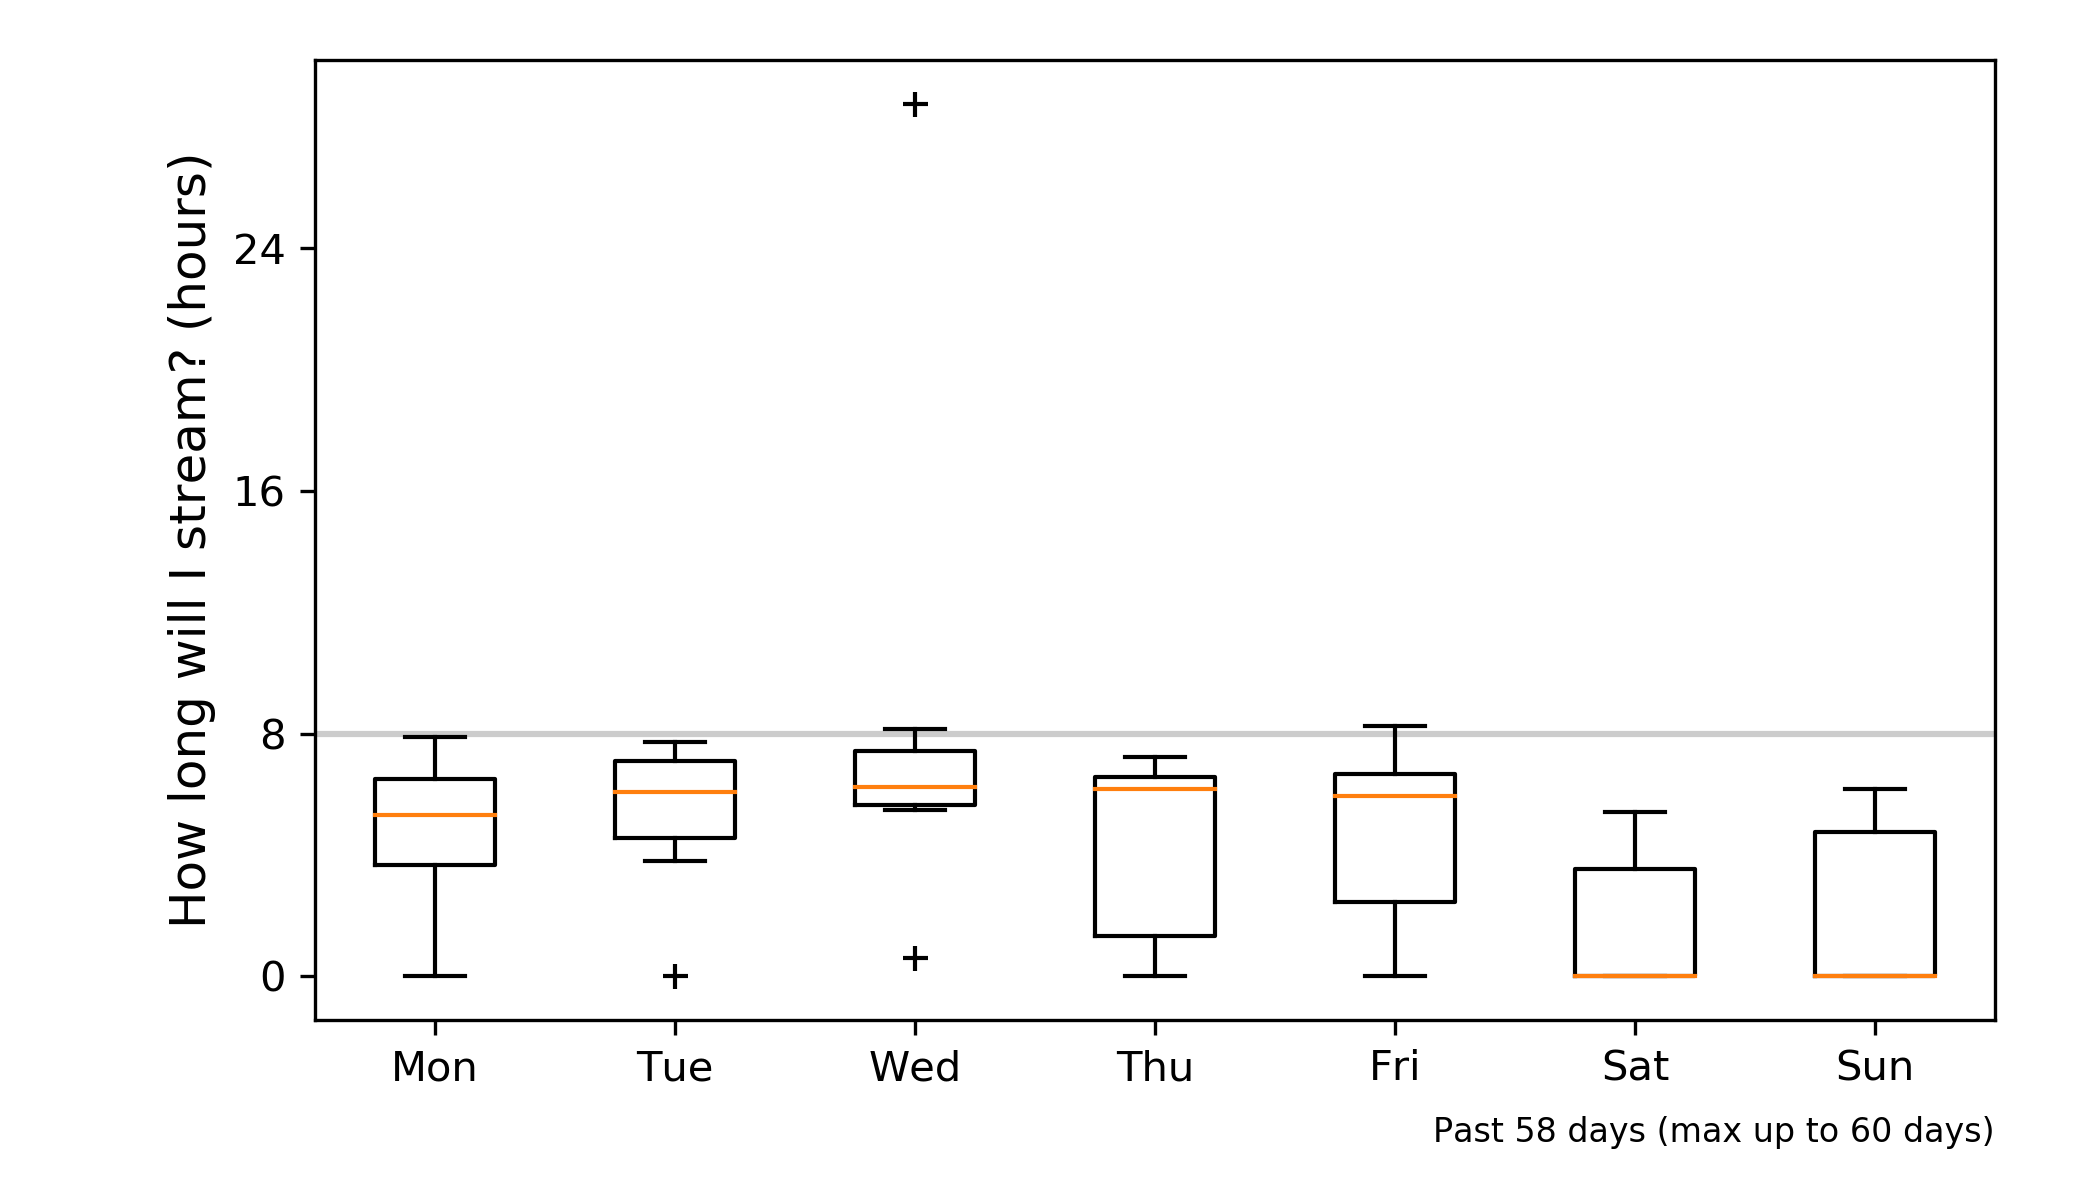 How long will I stream? (hours)
24
16
8
0
Mon Tue Wed Thu Fri Sat Sun
Past 58 days (max up to 60 days)